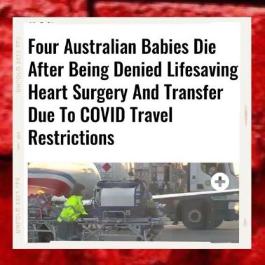 Four Australian Babies Die
After Being Denied Lifesaving
Heart Surgery And Transfer
Due To COVID Travel
Restrictions